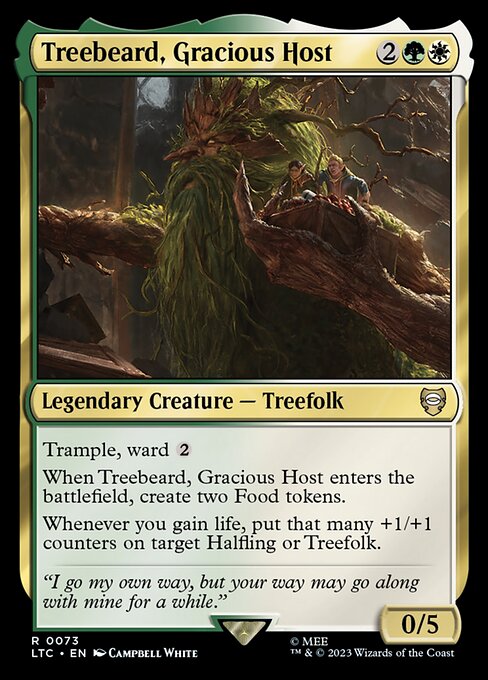 Treebeard, Gracious Host 2
Legendary Creature — Treefolk
Trample, ward 2
When Treebeard, Gracious Host enters the
battlefield, create two Food tokens.
Whenever you gain life, put that many +1/+1
counters on target Halfling or Treefolk.
“I go my own way, but your way may go along
with mine for a while.”
0/5
R 0073
LTC • EN Campbell White
© MEE
™ & © 2023 Wizards of the Coast